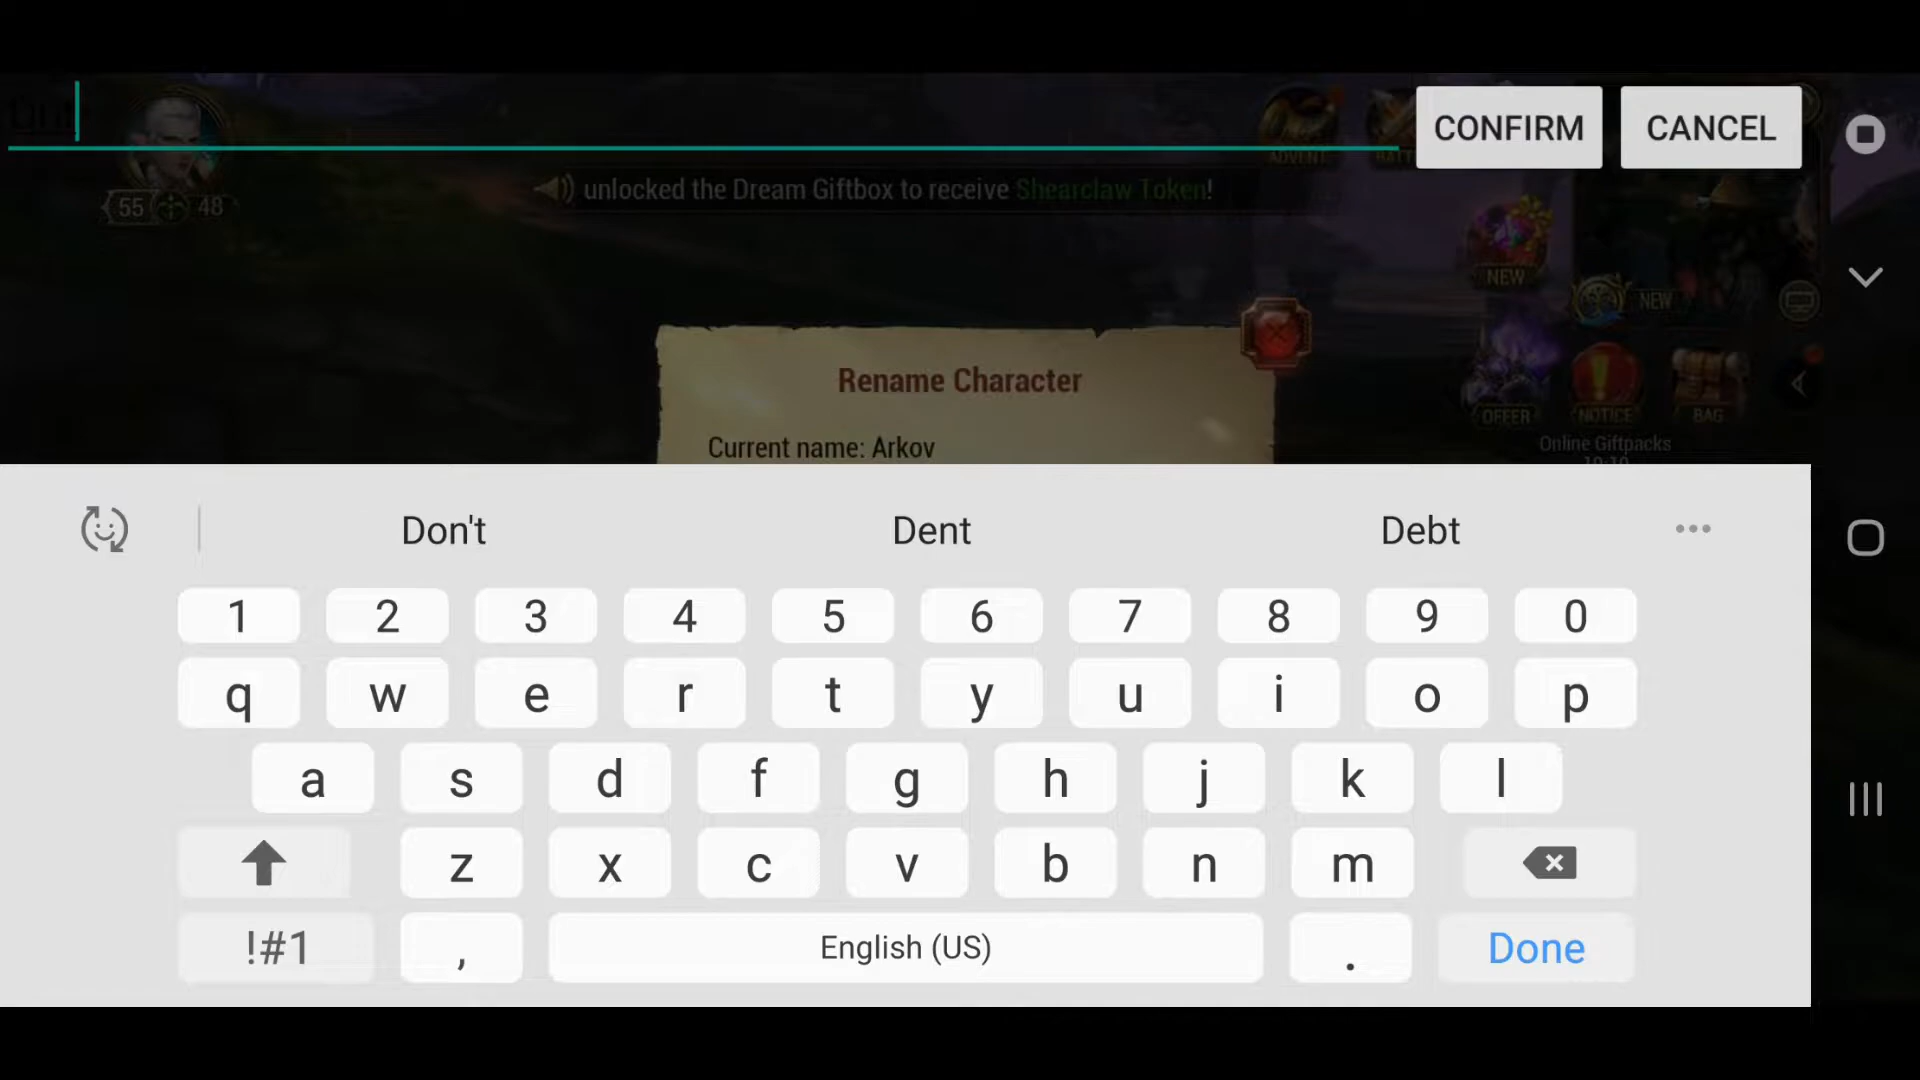 CONFIRM
CANCEL
ADVENT
55 48
unlocked the Dream Giftbox to receive Shearclaw Token!
NEW
NEW
Rename Character
OFFER
NOTICE
BAG
Current name: Arkov
Online Giftpacks
Don't Dent Debt
1 2 3 4 5 6 7 8 9 0
q w e r t y u i o p
a s d f g h j k l
z x c v b n m
!#1 , English (US) . Done